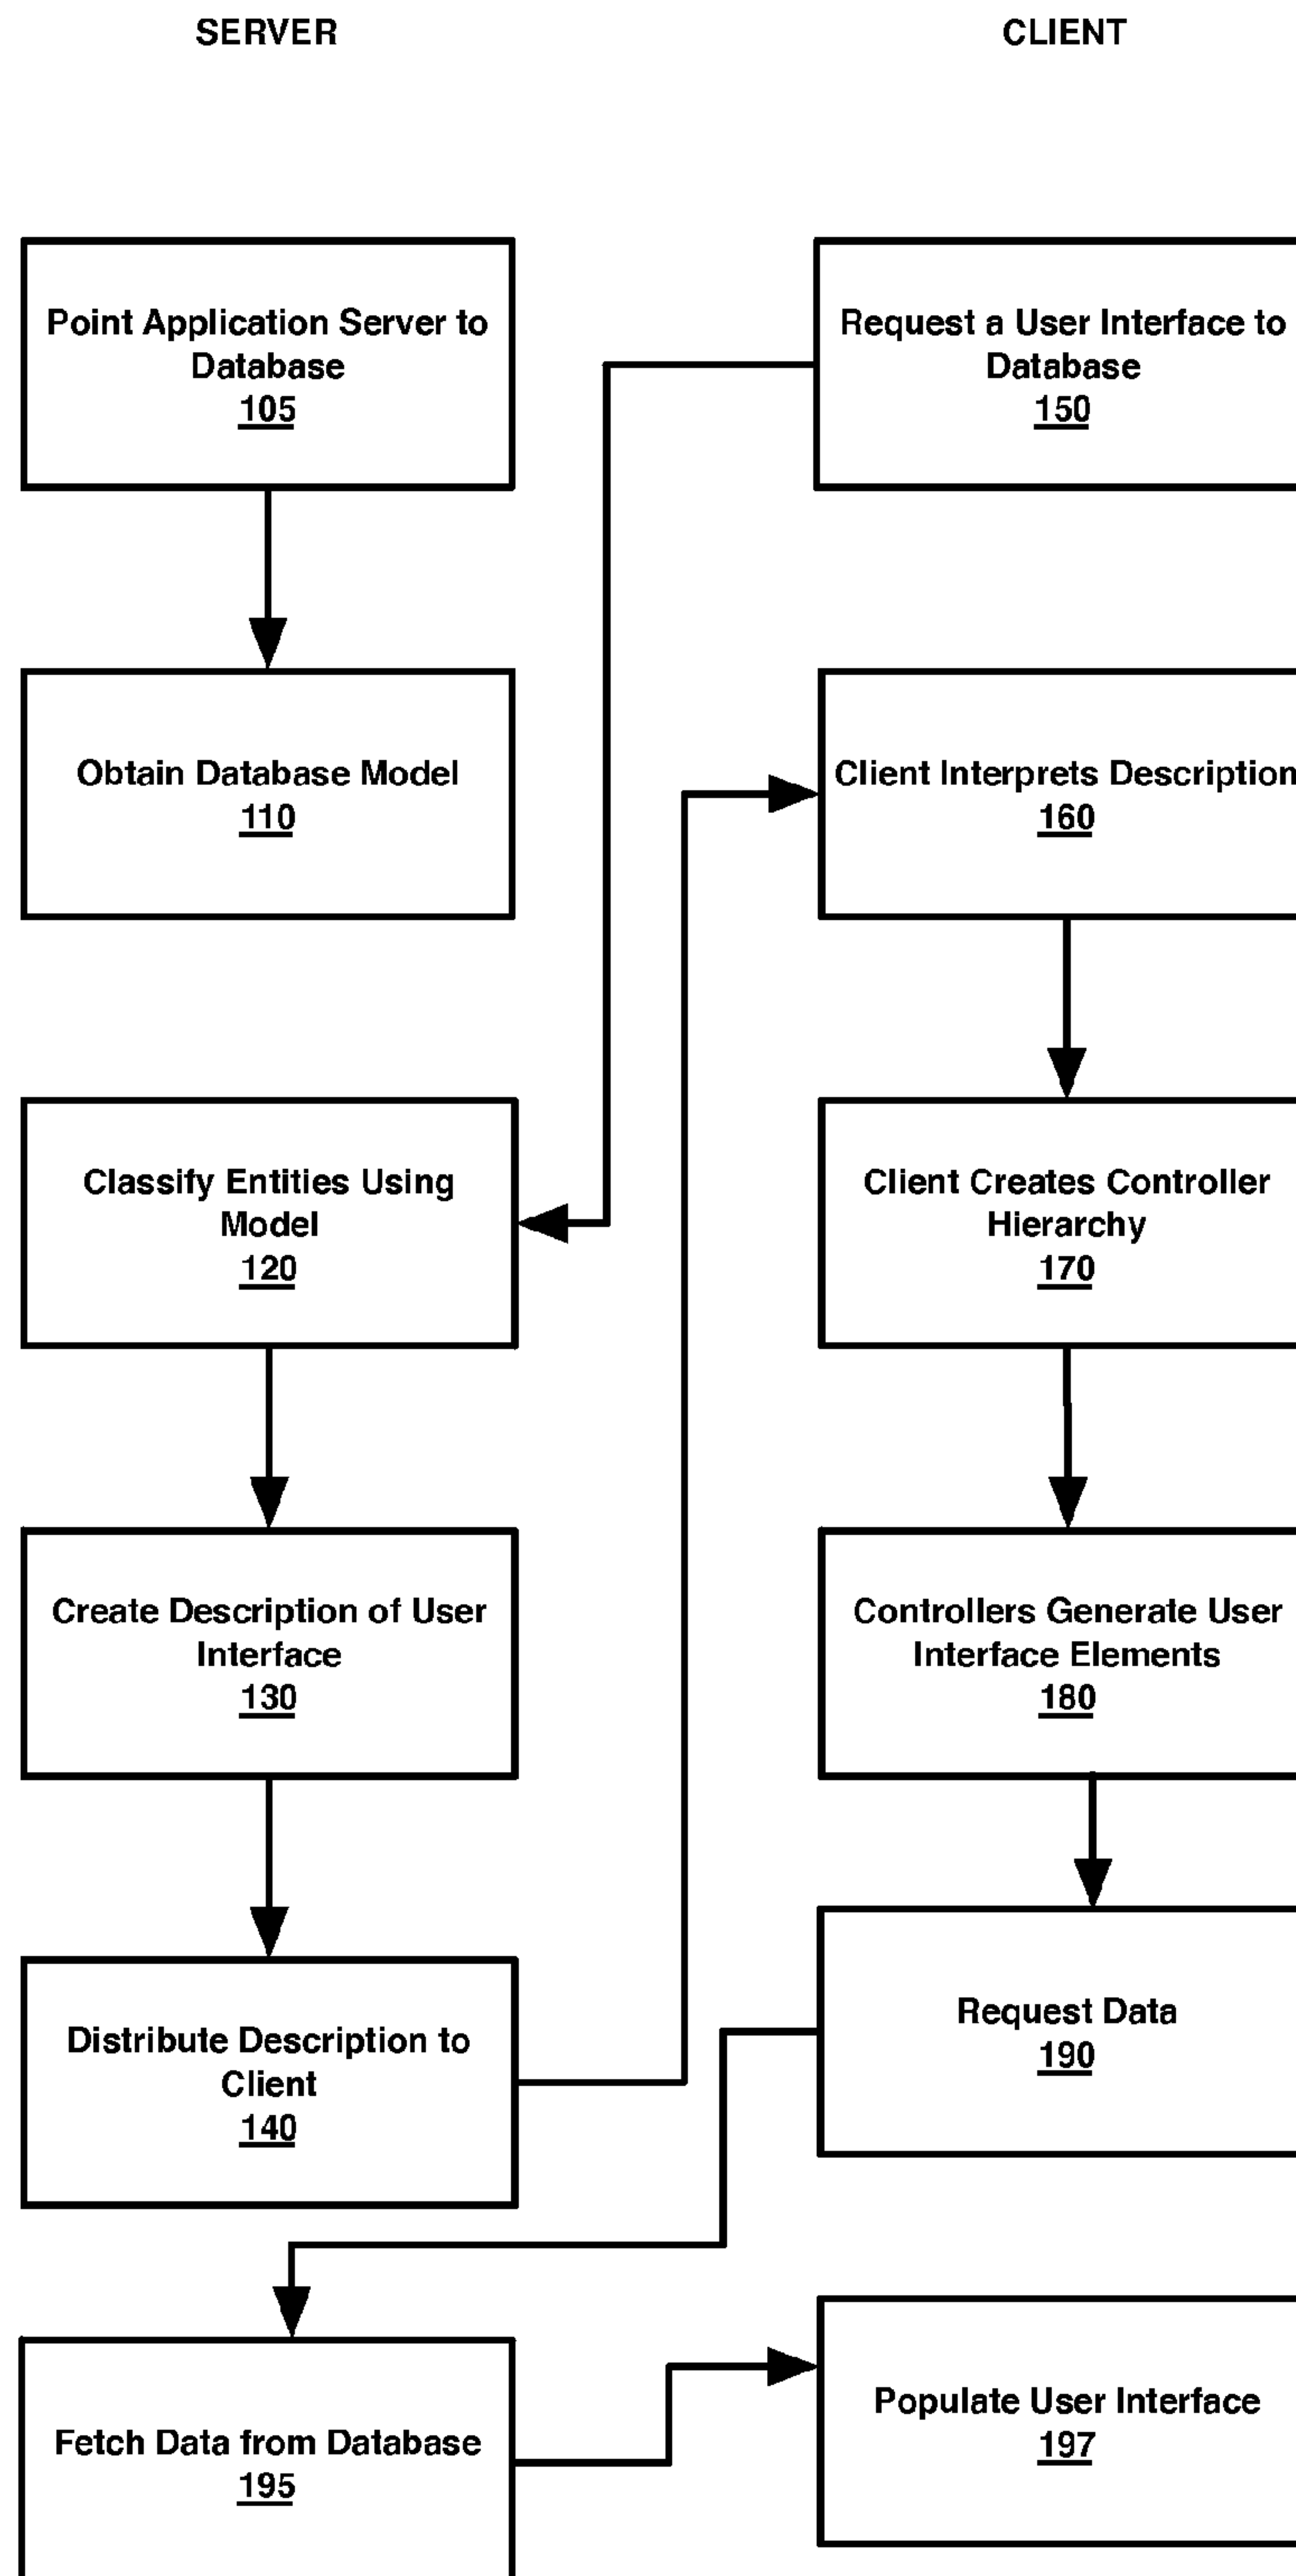 SERVER
CLIENT
Point Application Server to
Database
105
Request a User Interface to
Database
150
Obtain Database Model
110
Client Interprets Description
160
Classify Entities Using
Model
120
Client Creates Controller
Hierarchy
170
Create Description of User
Interface
130
Controllers Generate User
Interface Elements
180
Distribute Description to
Client
140
Request Data
190
Fetch Data from Database
195
Populate User Interface
197